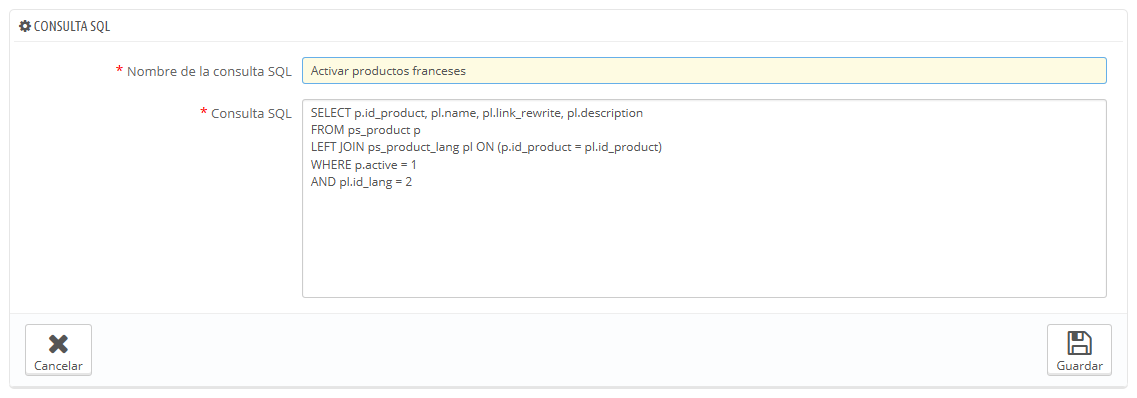 CONSULTA SQL
* Nombre de la consulta SQL
Activar productos franceses
* Consulta SQL
SELECT p.id_product, pl.name, pl.link_rewrite, pl.description
FROM ps_product p
LEFT JOIN ps_product_lang pl ON (p.id_product = pl.id_product)
WHERE p.active = 1
AND pl.id_lang = 2
Cancelar
Guardar